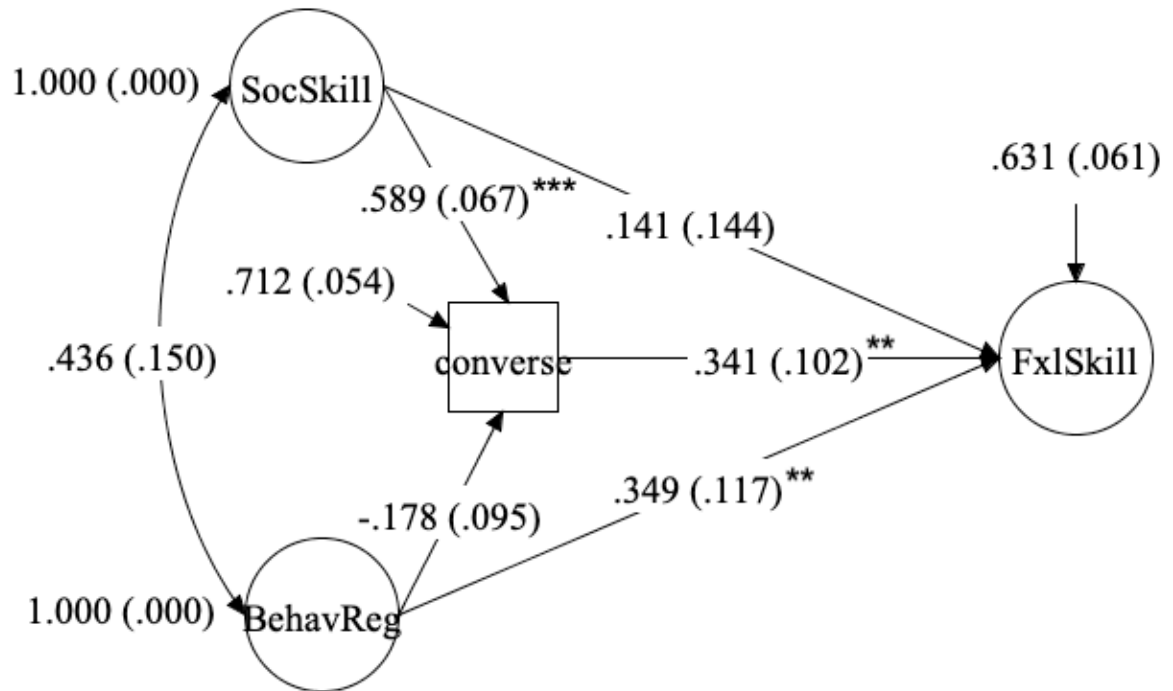 1.000 (.000)
SocSkill
.631 (.061)
.589 (.067)***
.141 (.144)
.712 (.054)
.436 (.150)
converse
.341 (.102)**
FxlSkill
.349 (.117)**
-.178 (.095)
1.000 (.000)
BehavReg